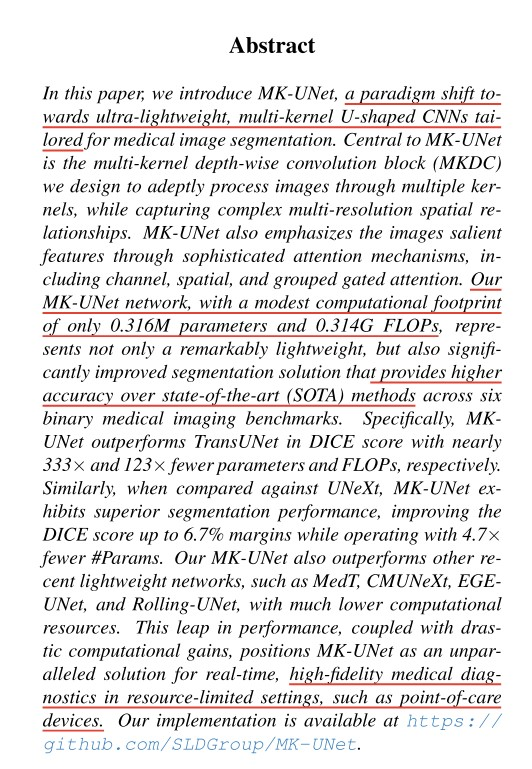 Abstract
In this paper, we introduce MK-UNet, a paradigm shift to-
wards ultra-lightweight, multi-kernel U-shaped CNNs tai-
lored for medical image segmentation. Central to MK-UNet
is the multi-kernel depth-wise convolution block (MKDC)
we design to adeptly process images through multiple ker-
nels, while capturing complex multi-resolution spatial re-
lationships. MK-UNet also emphasizes the images salient
features through sophisticated attention mechanisms, in-
cluding channel, spatial, and grouped gated attention. Our
MK-UNet network, with a modest computational footprint
of only 0.316M parameters and 0.314G FLOPs, repre-
sents not only a remarkably lightweight, but also signifi-
cantly improved segmentation solution that provides higher
accuracy over state-of-the-art (SOTA) methods across six
binary medical imaging benchmarks. Specifically, MK-
UNet outperforms TransUNet in DICE score with nearly
333× and 123× fewer parameters and FLOPs, respectively.
Similarly, when compared against UNeXt, MK-UNet ex-
hibits superior segmentation performance, improving the
DICE score up to 6.7% margins while operating with 4.7×
fewer #Params. Our MK-UNet also outperforms other re-
cent lightweight networks, such as MedT, CMUNeXt, EGE-
UNet, and Rolling-UNet, with much lower computational
resources. This leap in performance, coupled with dras-
tic computational gains, positions MK-UNet as an unpar-
alleled solution for real-time, high-fidelity medical diag-
nostics in resource-limited settings, such as point-of-care
devices. Our implementation is available at https://
github.com/SLDGroup/MK-UNet.